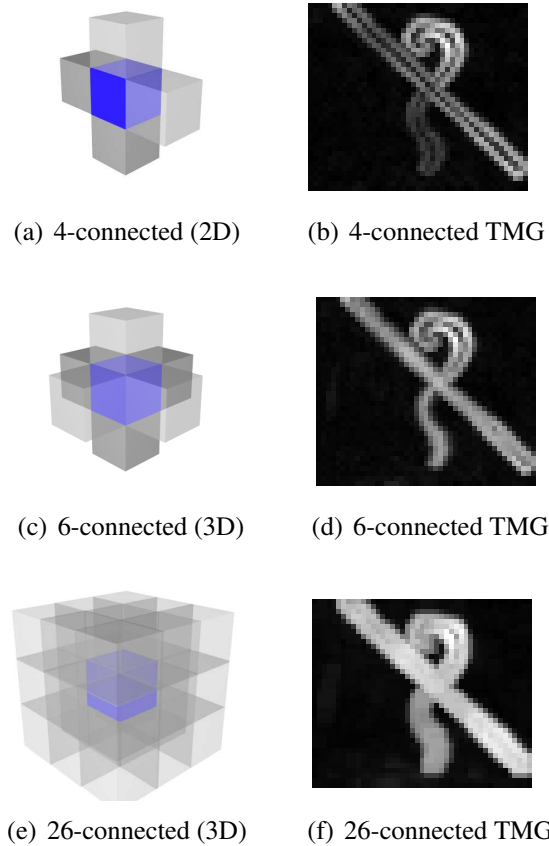 (a) 4-connected (2D)
(b) 4-connected TMG
(c) 6-connected (3D)
(d) 6-connected TMG
(e) 26-connected (3D)
(f) 26-connected TMG